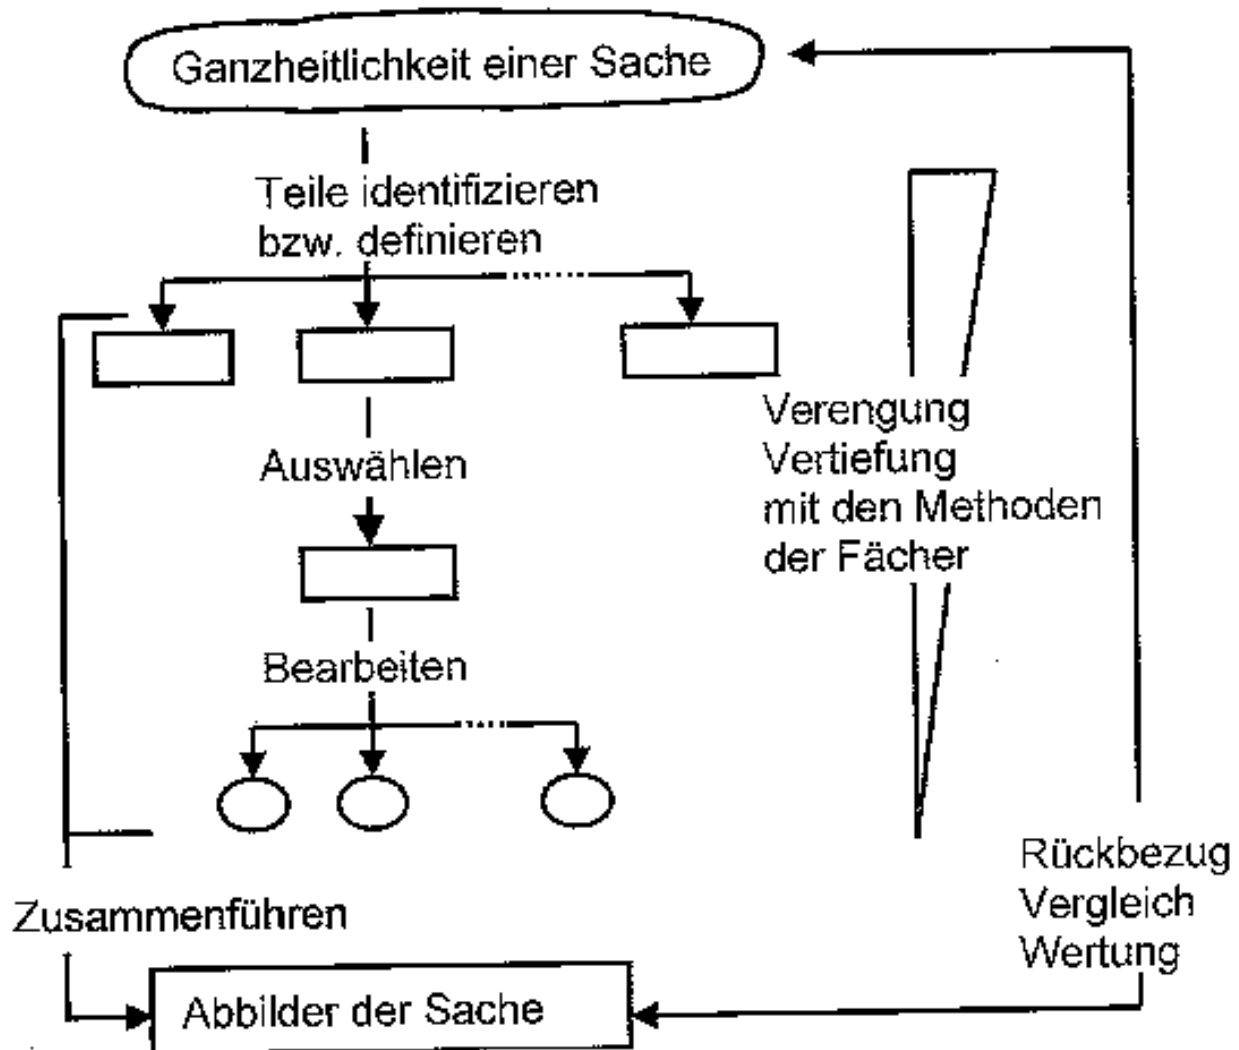 Ganzheitlichkeit einer Sache
Teile identifizieren
bzw. definieren
Auswählen
Verengung
Vertiefung
mit den Methoden
der Fächer
Bearbeiten
Rückbezug
Vergleich
Wertung
Zusammenführen
Abbilder der Sache